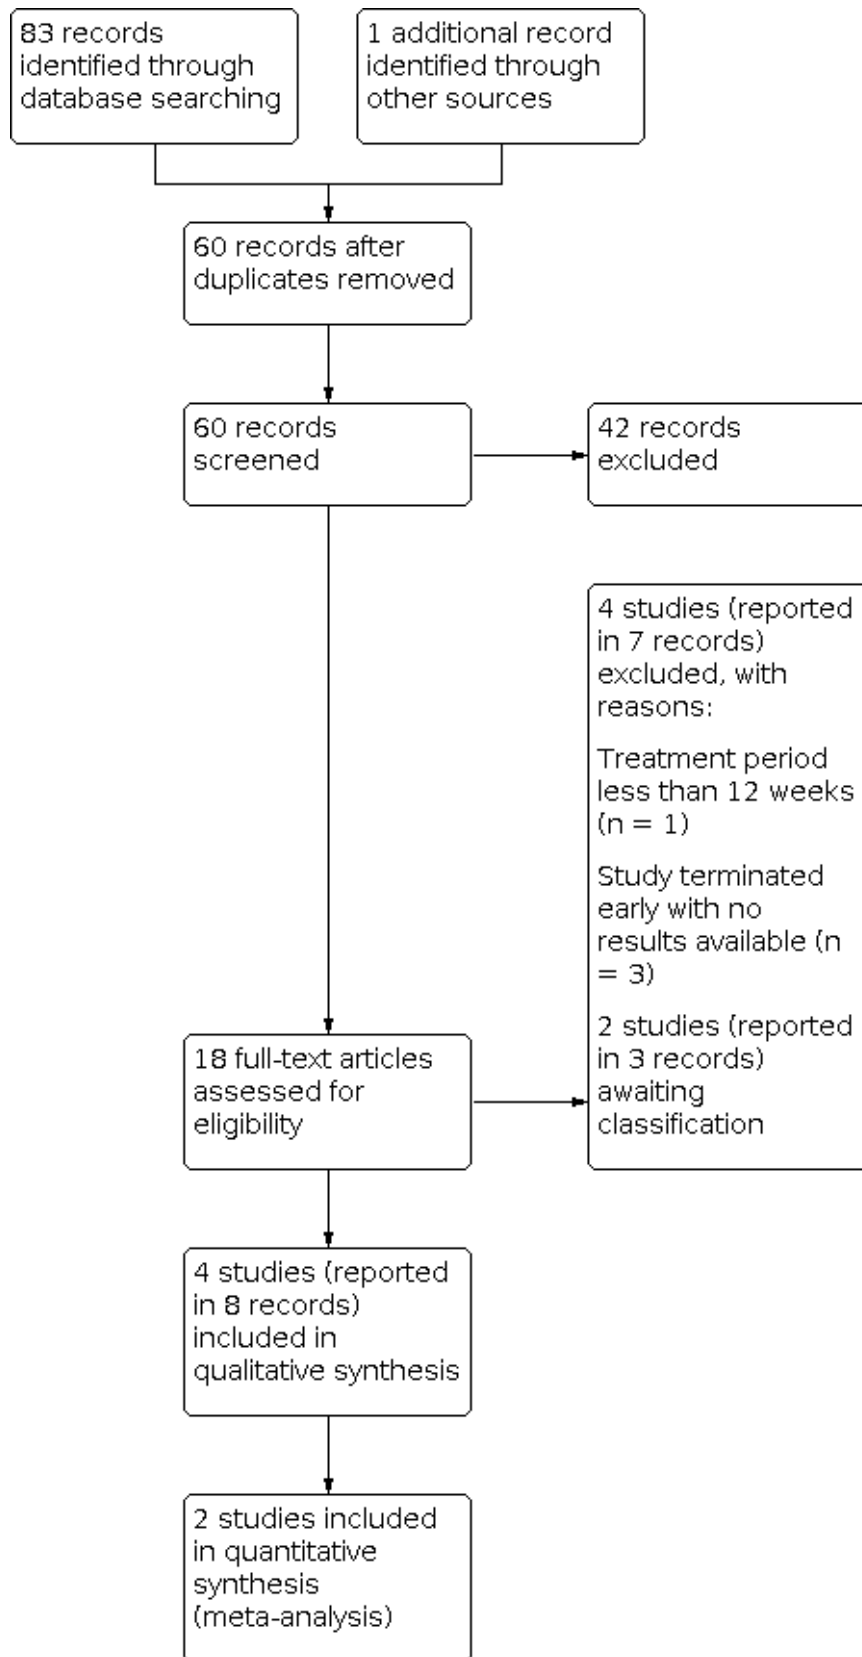 83 records
identified through
database searching
1 additional record
identified through
other sources
60 records after
duplicates removed
60 records
screened
42 records
excluded
4 studies (reported
in 7 records)
excluded, with
reasons:
Treatment period
less than 12 weeks
(n = 1)
Study terminated
early with no
results available (n
= 3)
2 studies (reported
in 3 records)
awaiting
classification
18 full-text articles
assessed for
eligibility
4 studies (reported
in 8 records)
included in
qualitative synthesis
2 studies included
in quantitative
synthesis
(meta-analysis)